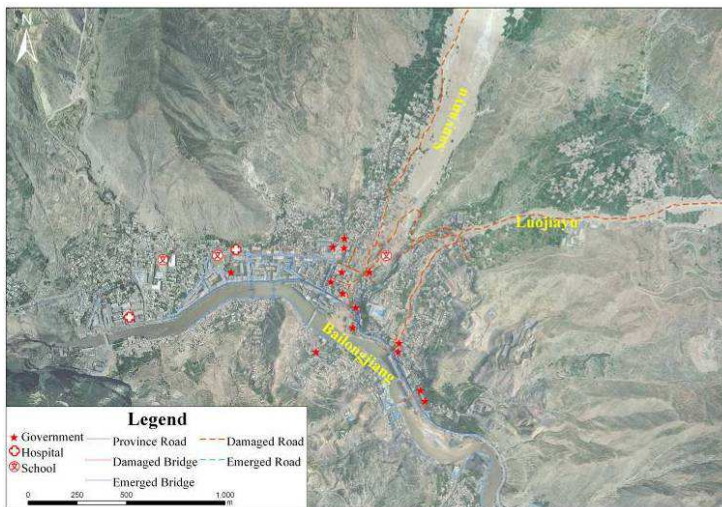 N
Sanyanyu
Luojiayu
Bailongjiang
Legend
Government
Hospital
School
Province Road
Damaged Bridge
Emerged Bridge
Damaged Road
Emerged Road
0 250 500 1,000
m